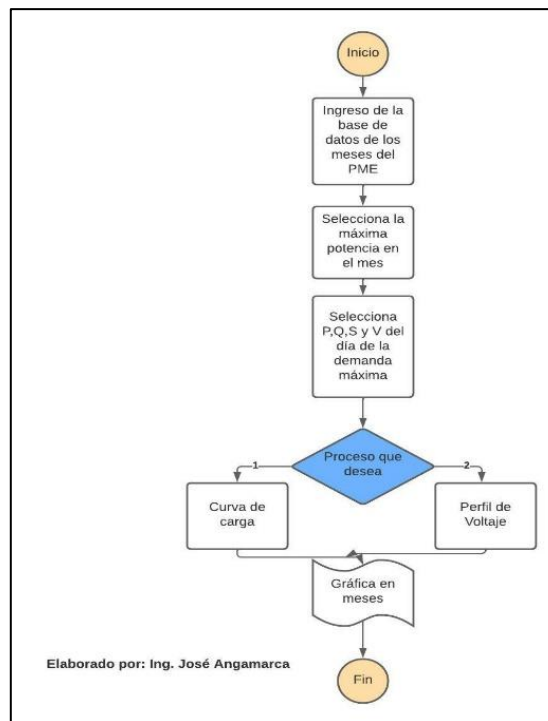 Inicio
Ingreso de la
base de
datos de los
meses del
PME
Selecciona la
máxima
potencia en
el mes
Selecciona
P,Q,S y V del
día de la
demanda
máxima
Proceso que
desea
1
2
Curva de
carga
Perfil de
Voltaje
Gráfica en
meses
Elaborado por: Ing. José Angamarca
Fin